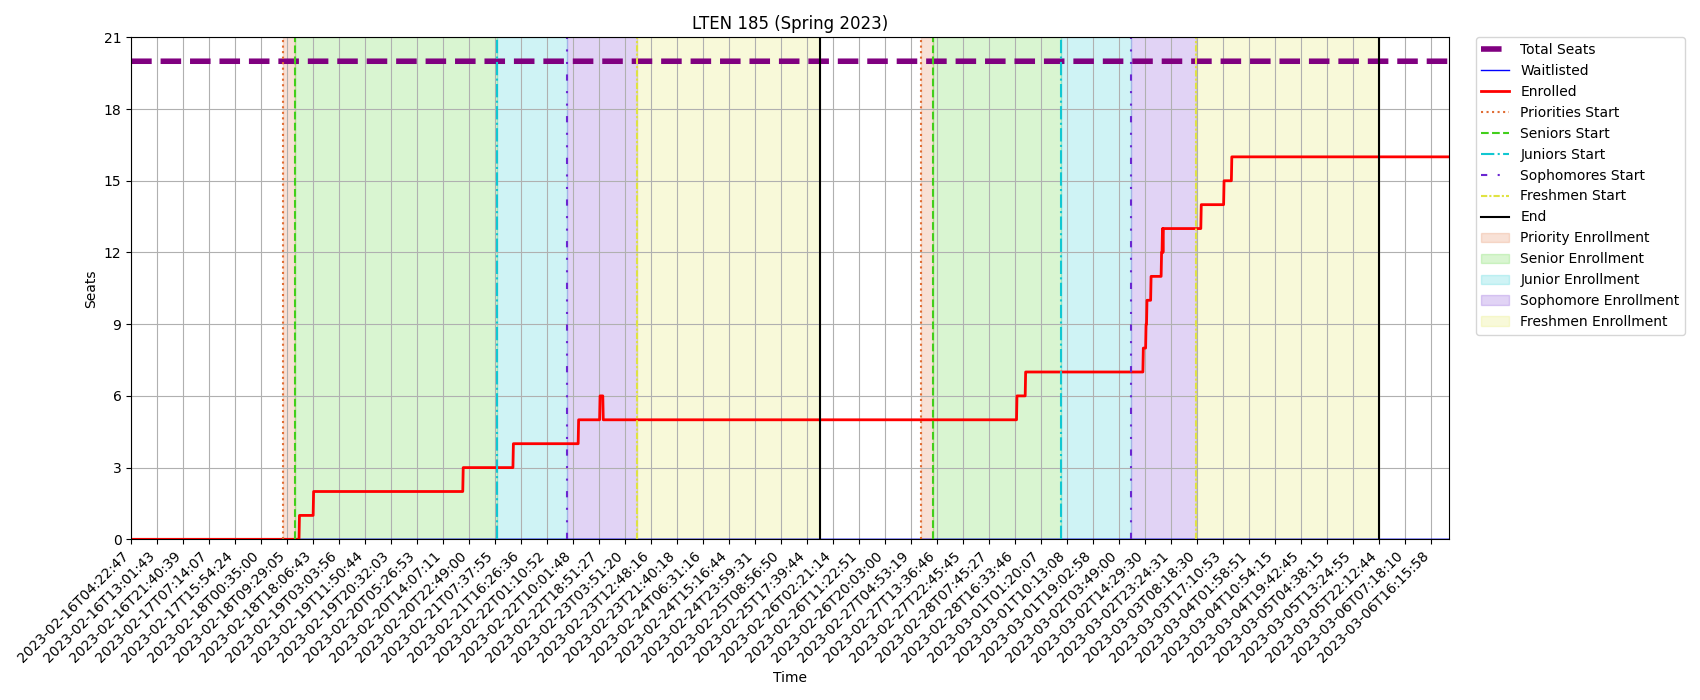 LTEN 185 (Spring 2023)
21
18
15
12
9
6
3
0
Seats
2023-02-16T04:22:47
2023-02-16T13:01:43
2023-02-16T21:40:39
2023-02-17T07:14:07
2023-02-17T15:54:24
2023-02-18T00:35:00
2023-02-18T09:29:05
2023-02-18T18:06:43
2023-02-19T03:03:56
2023-02-19T11:50:44
2023-02-19T20:32:03
2023-02-20T05:26:53
2023-02-20T14:07:11
2023-02-20T22:49:00
2023-02-21T07:37:55
2023-02-21T16:26:36
2023-02-22T01:10:52
2023-02-22T10:01:48
2023-02-22T18:51:27
2023-02-23T03:51:20
2023-02-23T12:48:16
2023-02-23T21:40:18
2023-02-24T06:31:16
2023-02-24T15:16:44
2023-02-24T23:59:31
2023-02-25T08:56:50
2023-02-25T17:39:44
2023-02-26T02:21:14
2023-02-26T11:22:51
2023-02-26T20:03:00
2023-02-27T04:53:19
2023-02-27T13:36:46
2023-02-27T22:45:45
2023-02-28T07:45:27
2023-02-28T16:33:46
2023-03-01T01:20:07
2023-03-01T10:13:08
2023-03-01T19:02:58
2023-03-02T03:49:00
2023-03-02T14:29:30
2023-03-02T23:24:31
2023-03-03T08:18:30
2023-03-03T17:10:53
2023-03-04T01:58:51
2023-03-04T10:54:15
2023-03-04T19:42:45
2023-03-05T04:38:15
2023-03-05T13:24:55
2023-03-05T22:12:44
2023-03-06T07:18:10
2023-03-06T16:15:58
Time
Total Seats
Waitlisted
Enrolled
Priorities Start
Seniors Start
Juniors Start
Sophomores Start
Freshmen Start
End
Priority Enrollment
Senior Enrollment
Junior Enrollment
Sophomore Enrollment
Freshmen Enrollment